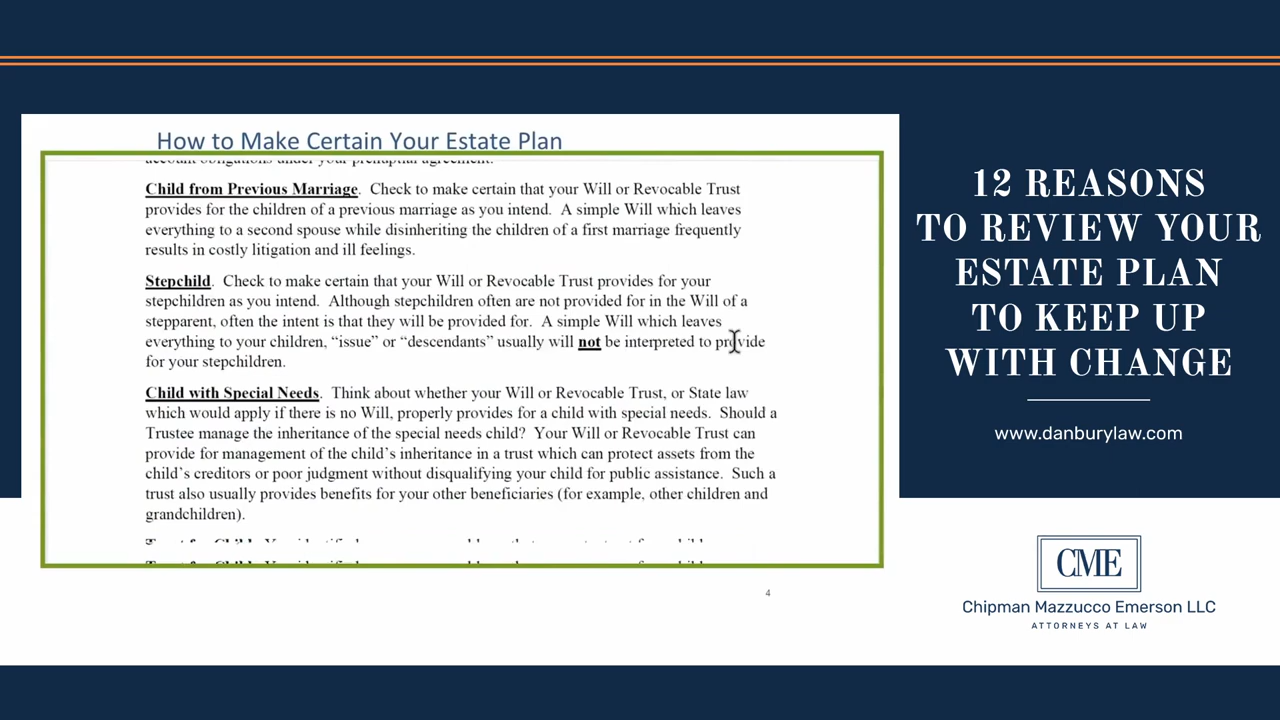 How to Make Certain Your Estate Plan
account obligations under your prenuptial agreement.
Child from Previous Marriage. Check to make certain that your Will or Revocable Trust
provides for the children of a previous marriage as you intend. A simple Will which leaves
everything to a second spouse while disinheriting the children of a first marriage frequently
results in costly litigation and ill feelings.
Stepchild. Check to make certain that your Will or Revocable Trust provides for your
stepchildren as you intend. Although stepchildren often are not provided for in the Will of a
stepparent, often the intent is that they will be provided for. A simple Will which leaves
everything to your children, “issue” or “descendants” usually will not be interpreted to provide
for your stepchildren.
Child with Special Needs. Think about whether your Will or Revocable Trust, or State law
which would apply if there is no Will, properly provides for a child with special needs. Should a
Trustee manage the inheritance of the special needs child? Your Will or Revocable Trust can
provide for management of the child’s inheritance in a trust which can protect assets from the
child’s creditors or poor judgment without disqualifying your child for public assistance. Such a
trust also usually provides benefits for your other beneficiaries (for example, other children and
grandchildren).
4
12 REASONS
TO REVIEW YOUR
ESTATE PLAN
TO KEEP UP
WITH CHANGE
www.danburylaw.com
CME
Chipman Mazzucco Emerson LLC
ATTORNEYS AT LAW